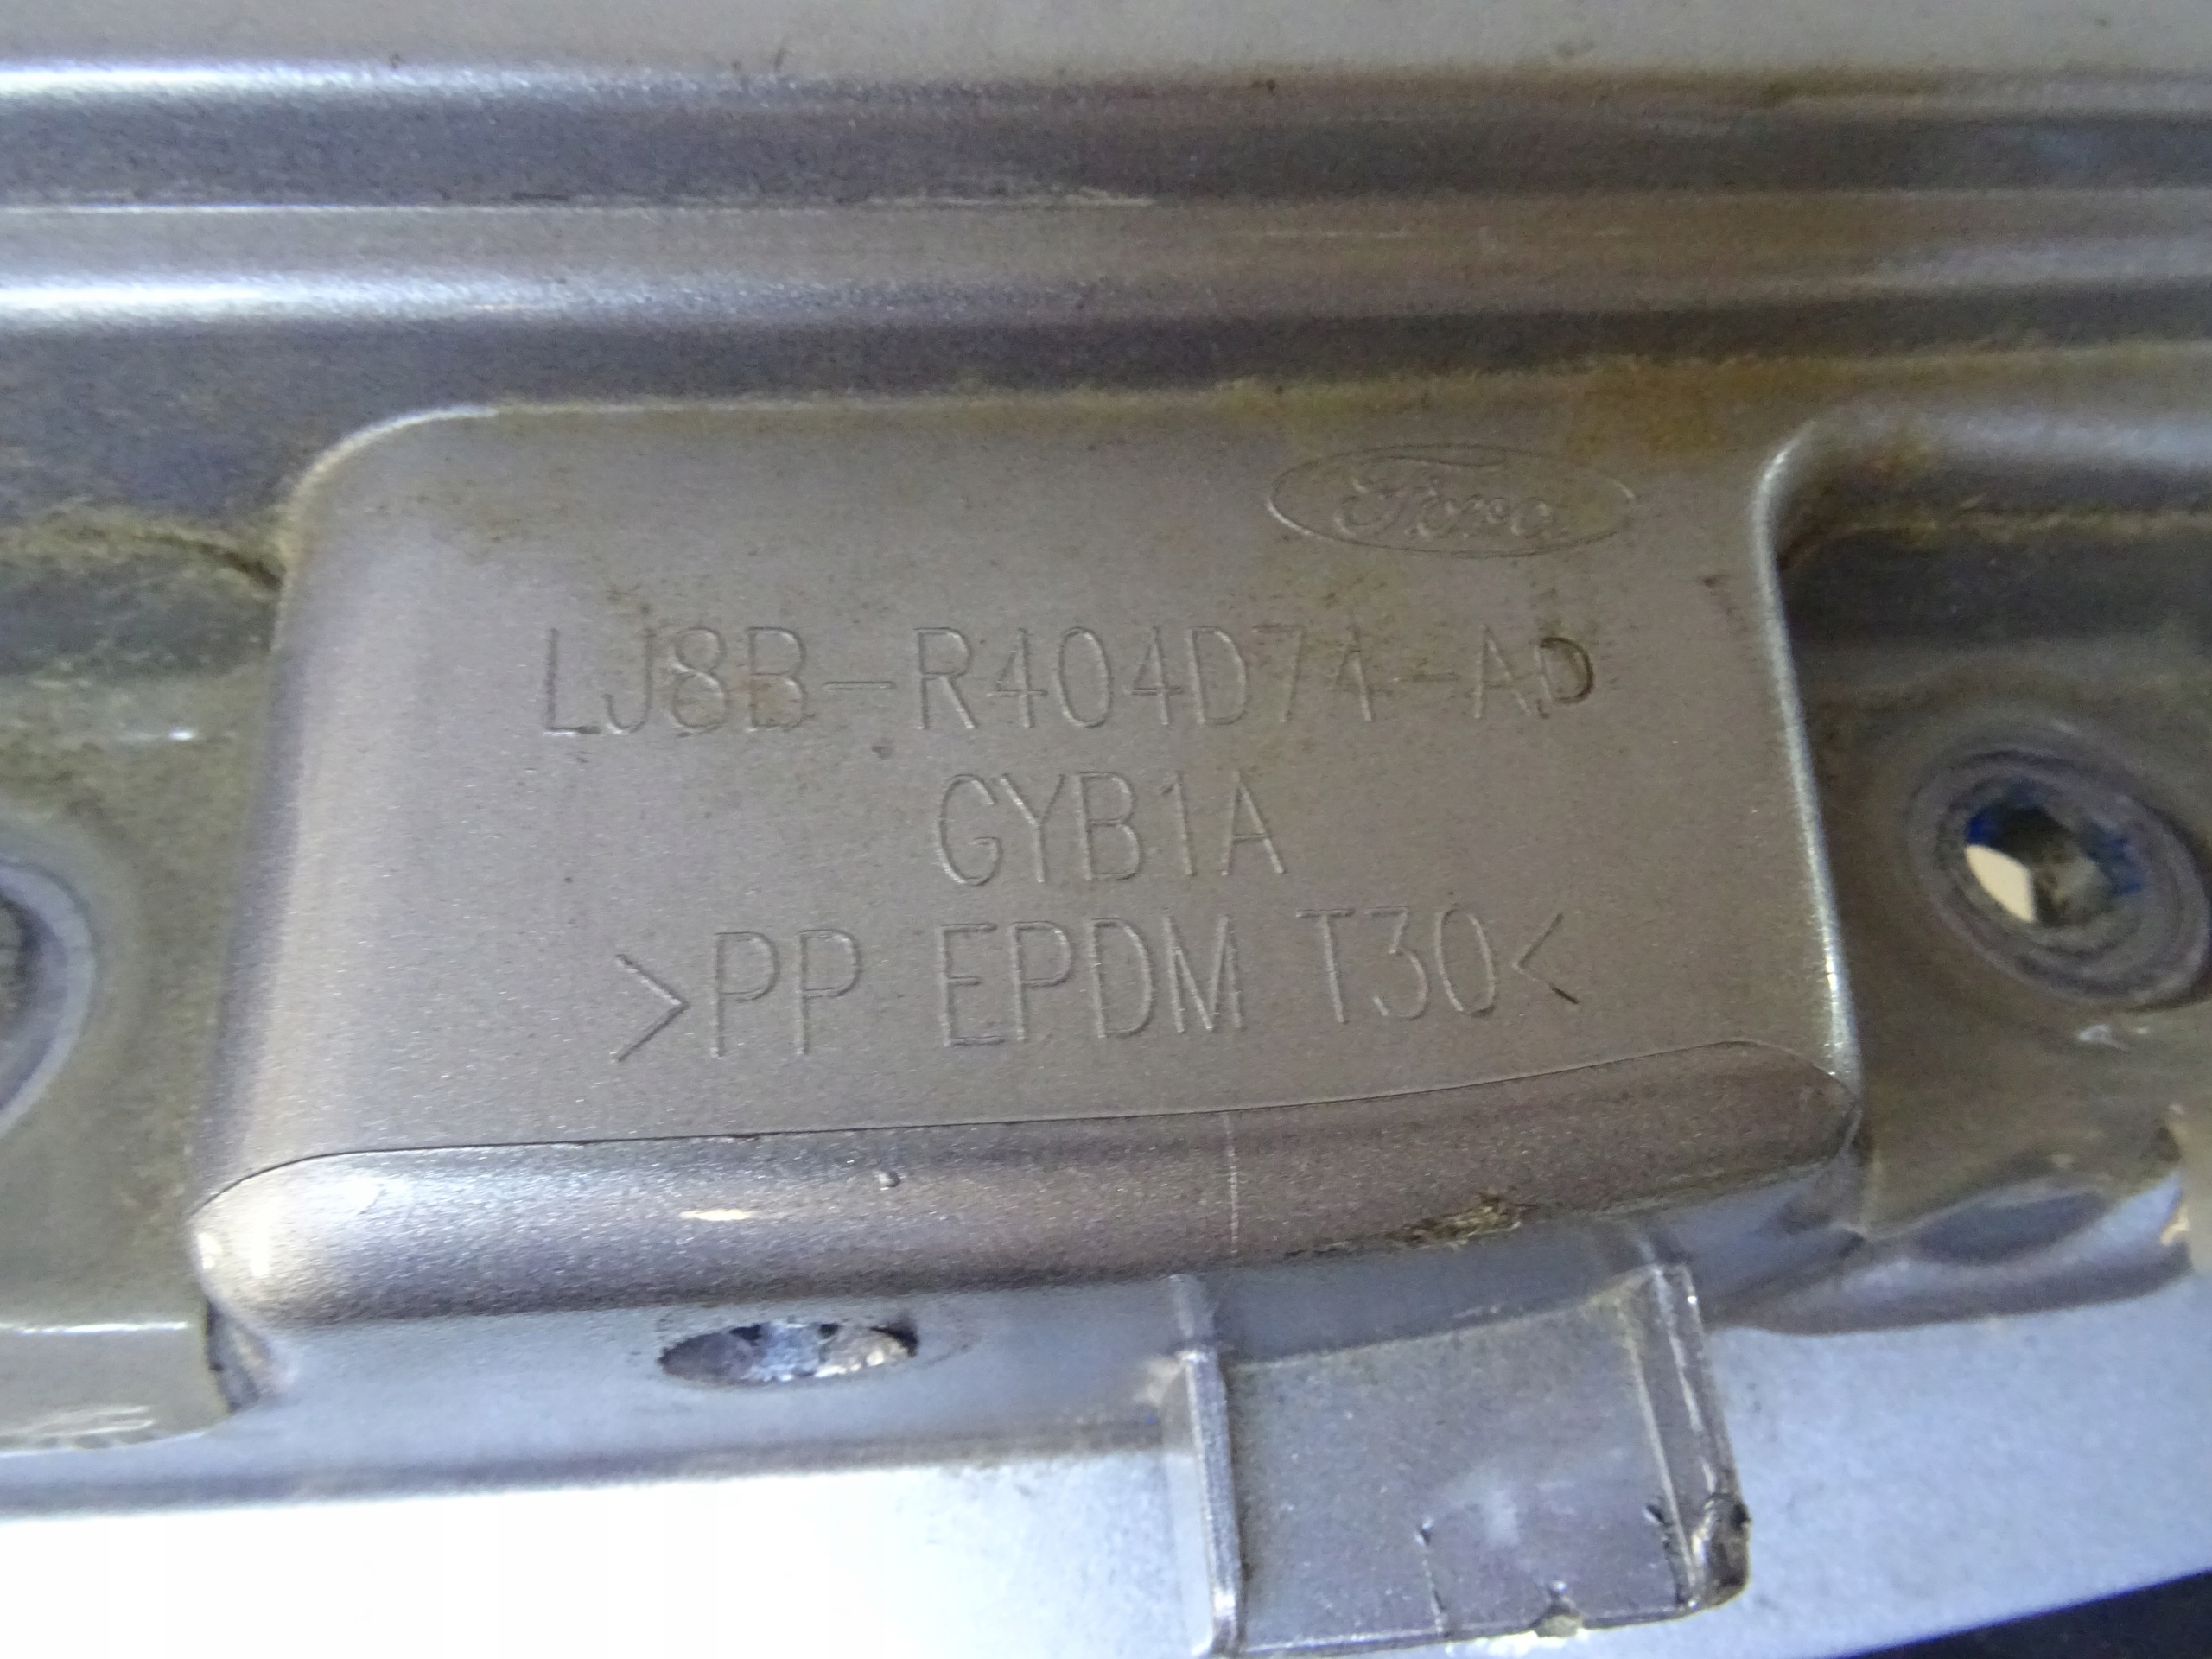 Ford
LJ8B-R404D74-AD
GYB1A
>PP EPDM T30<